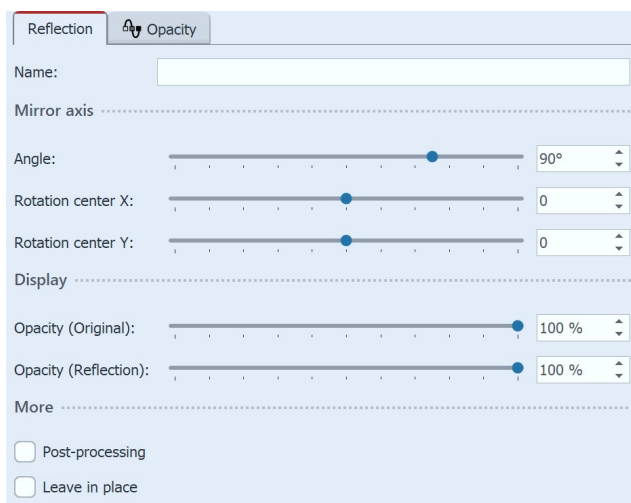 Reflection Opacity
Name:
Mirror axis
Angle: 90°
Rotation center X: 0
Rotation center Y: 0
Display
Opacity (Original): 100 %
Opacity (Reflection): 100 %
More
Post-processing
Leave in place